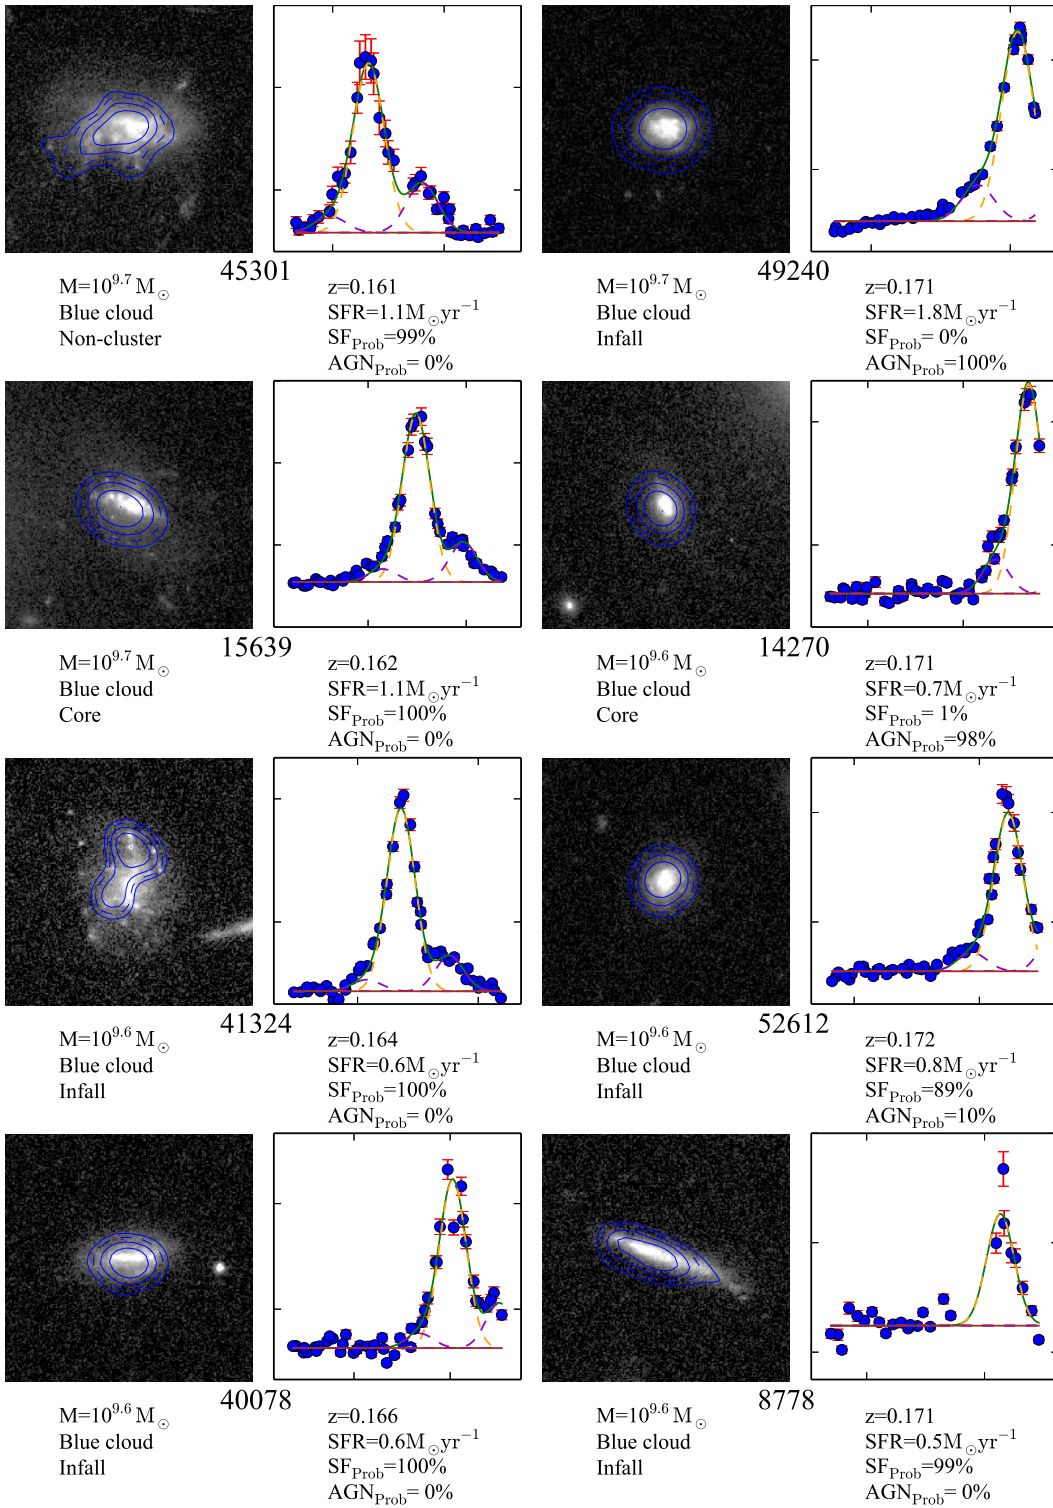 45301
M=10^9.7 M⊙
Blue cloud
Non-cluster
z=0.161
SFR=1.1M⊙yr⁻¹
SF_Prob=99%
AGN_Prob= 0%
49240
M=10^9.7 M⊙
Blue cloud
Infall
z=0.171
SFR=1.8M⊙yr⁻¹
SF_Prob= 0%
AGN_Prob=100%
15639
M=10^9.7 M⊙
Blue cloud
Core
z=0.162
SFR=1.1M⊙yr⁻¹
SF_Prob=100%
AGN_Prob= 0%
14270
M=10^9.6 M⊙
Blue cloud
Core
z=0.171
SFR=0.7M⊙yr⁻¹
SF_Prob= 1%
AGN_Prob=98%
41324
M=10^9.6 M⊙
Blue cloud
Infall
z=0.164
SFR=0.6M⊙yr⁻¹
SF_Prob=100%
AGN_Prob= 0%
52612
M=10^9.6 M⊙
Blue cloud
Infall
z=0.172
SFR=0.8M⊙yr⁻¹
SF_Prob=89%
AGN_Prob=10%
40078
M=10^9.6 M⊙
Blue cloud
Infall
z=0.166
SFR=0.6M⊙yr⁻¹
SF_Prob=100%
AGN_Prob= 0%
8778
M=10^9.6 M⊙
Blue cloud
Infall
z=0.171
SFR=0.5M⊙yr⁻¹
SF_Prob=99%
AGN_Prob= 0%